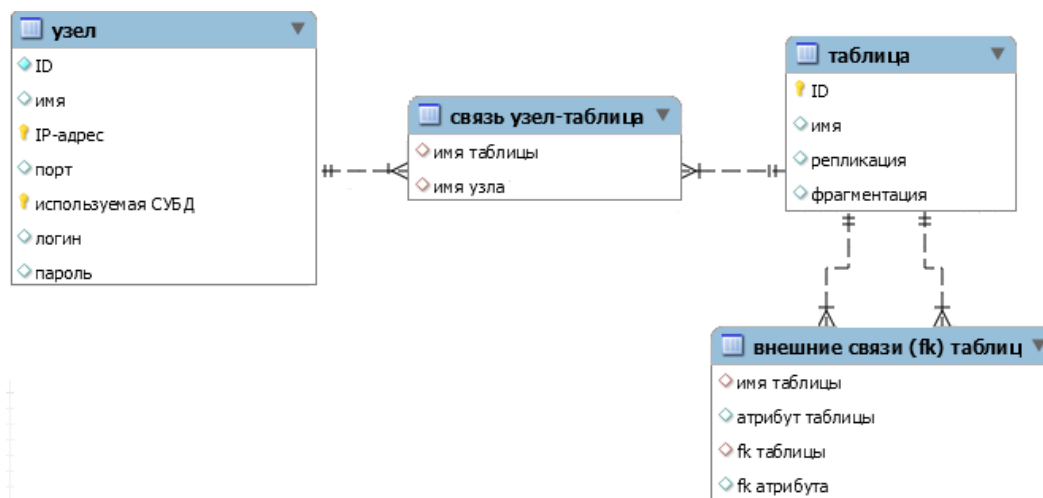 узел
ID
имя
IP-адрес
порт
используемая СУБД
логин
пароль
связь узел-таблица
имя таблицы
имя узла
таблица
ID
имя
репликация
фрагментация
внешние связи (fk) таблиц
имя таблицы
атрибут таблицы
fk таблицы
fk атрибута